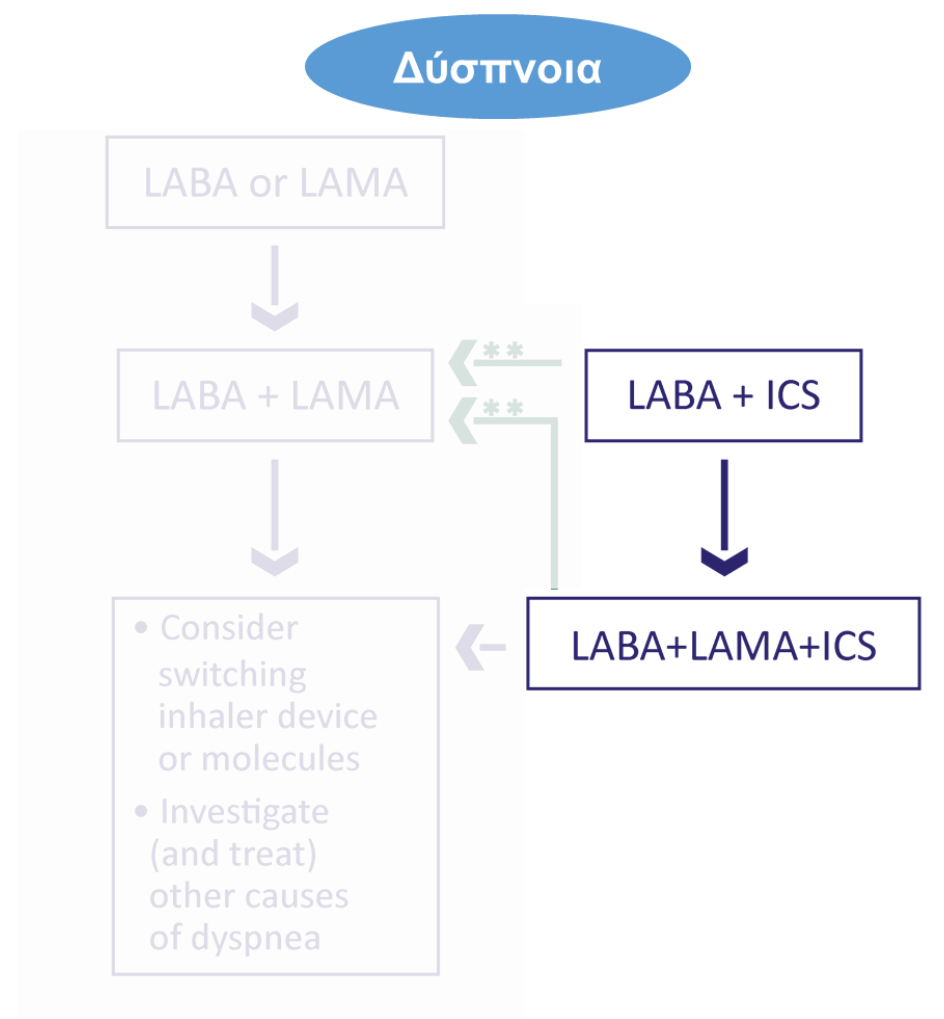 Δύσπνοια
LABA or LAMA
LABA + LAMA
**
**
LABA + ICS
LABA+LAMA+ICS
• Consider
switching
inhaler device
or molecules
• Investigate
(and treat)
other causes
of dyspnea